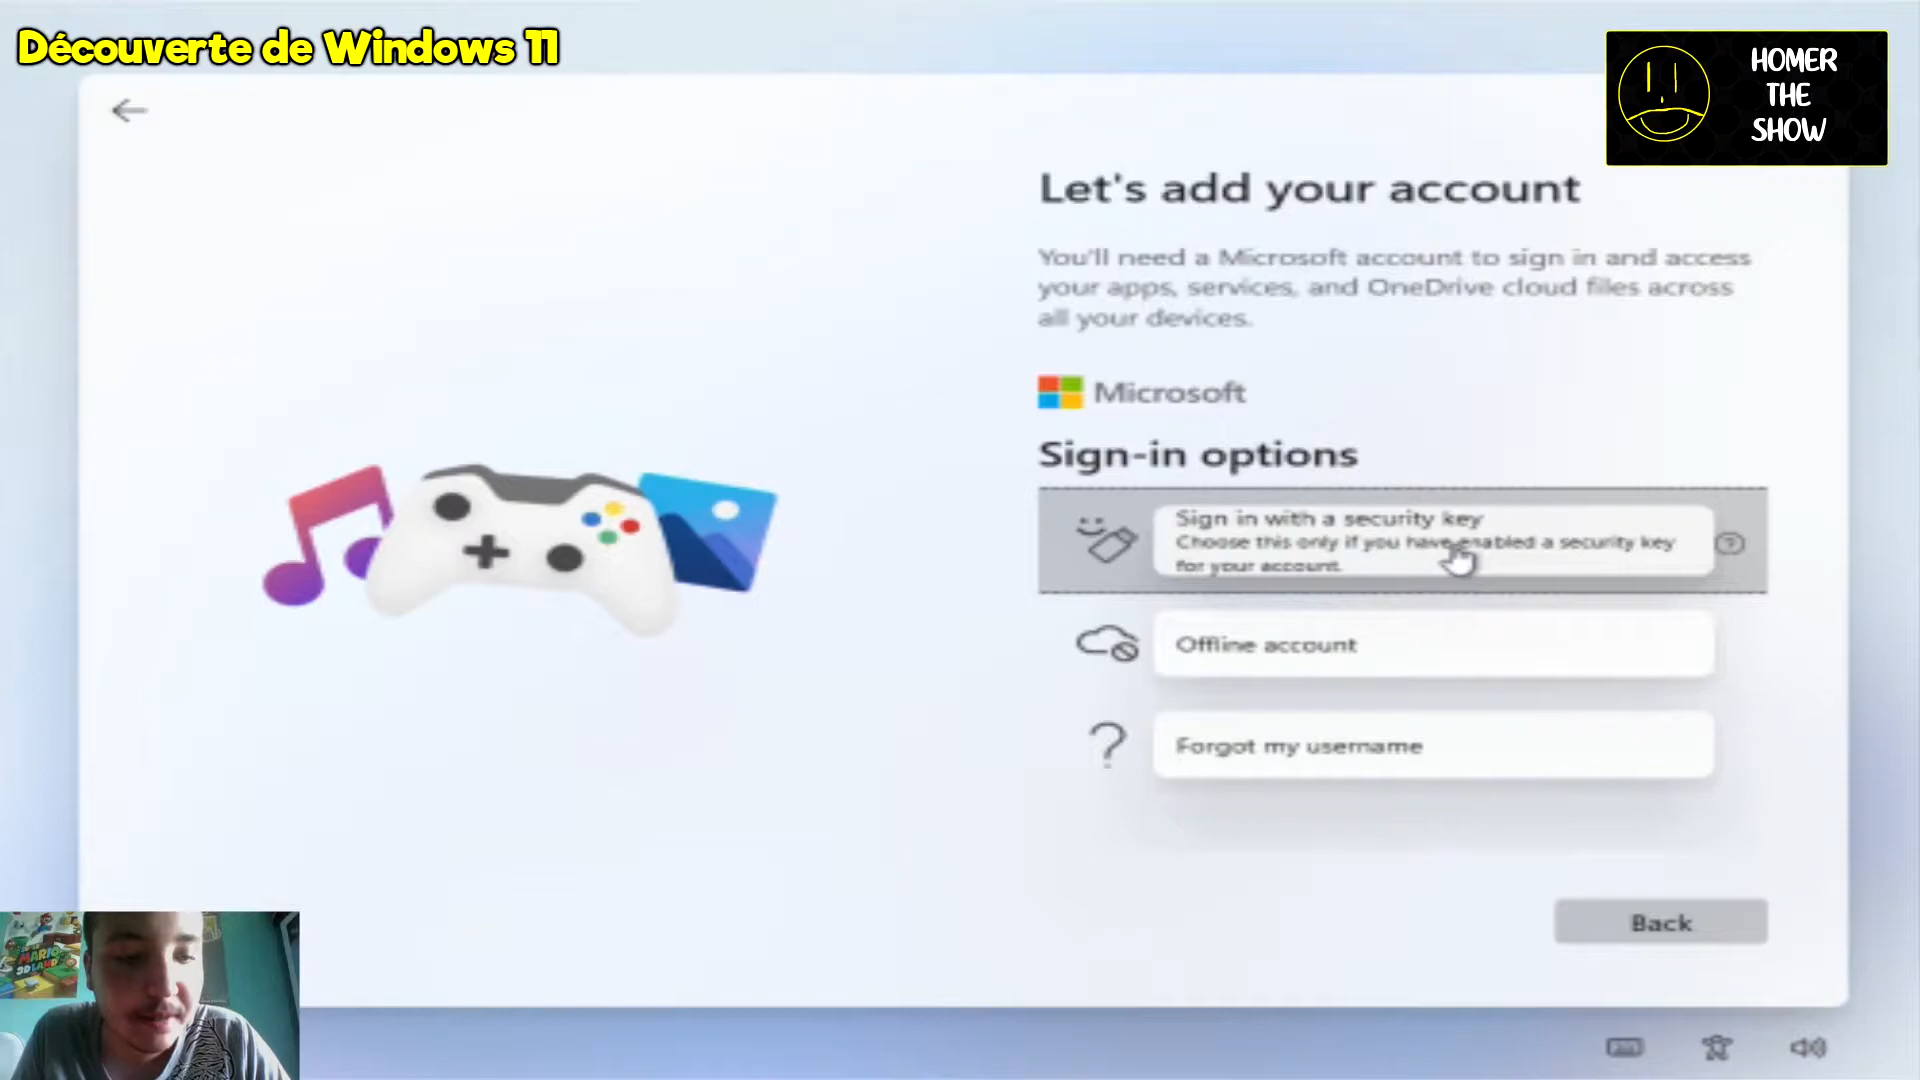 Découverte de Windows 11
HOMER
THE
SHOW
Let's add your account
You'll need a Microsoft account to sign in and access
your apps, services, and OneDrive cloud files across
all your devices.
Microsoft
Sign-in options
Sign in with a security key
Choose this only if you have enabled a security key
for your account.
Offline account
Forgot my username
Back
MARIO
3D LAND